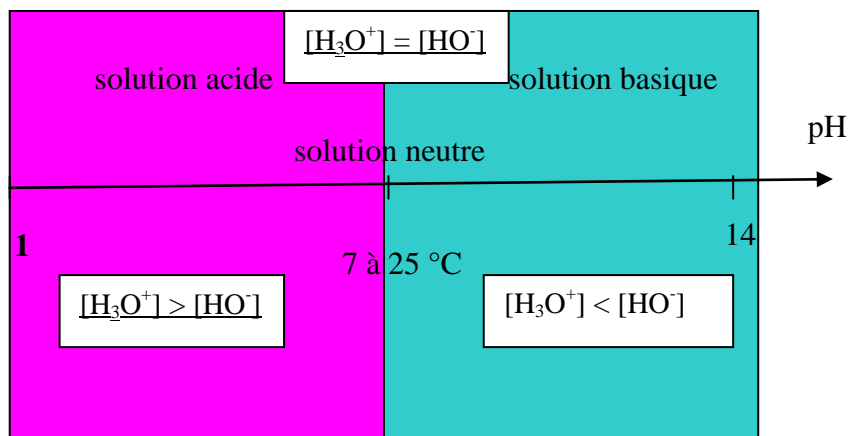 [H₃O⁺] = [HO⁻]
solution acide
solution basique
pH
solution neutre
1
7 à 25 °C
14
[H₃O⁺] > [HO⁻]
[H₃O⁺] < [HO⁻]